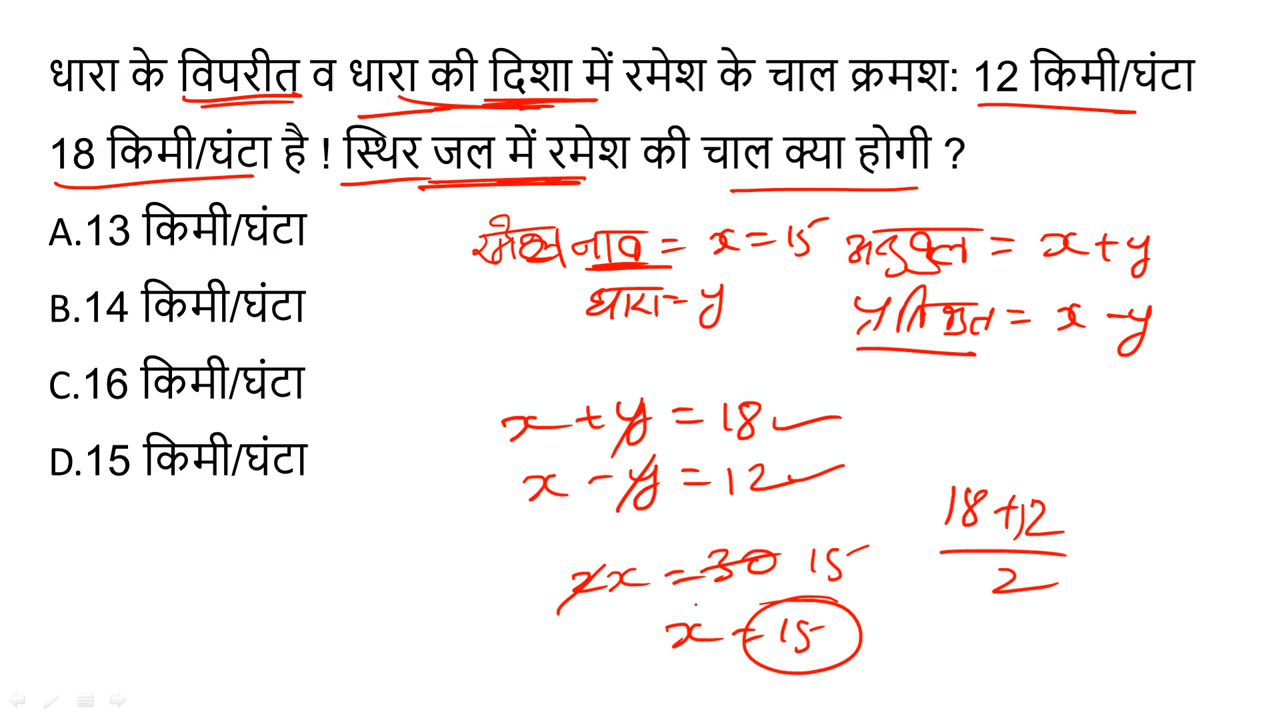 धारा के विपरीत व धारा की दिशा में रमेश के चाल क्रमश: 12 किमी/घंटा
18 किमी/घंटा है ! स्थिर जल में रमेश की चाल क्या होगी ?
A.13 किमी/घंटा
B.14 किमी/घंटा
C.16 किमी/घंटा
D.15 किमी/घंटा
नाव = x = 15
धारा = y
अनुकूल = x + y
= x - y
x + y = 18
x - y = 12
2x = 30 15
x = 15
18 + 12
2